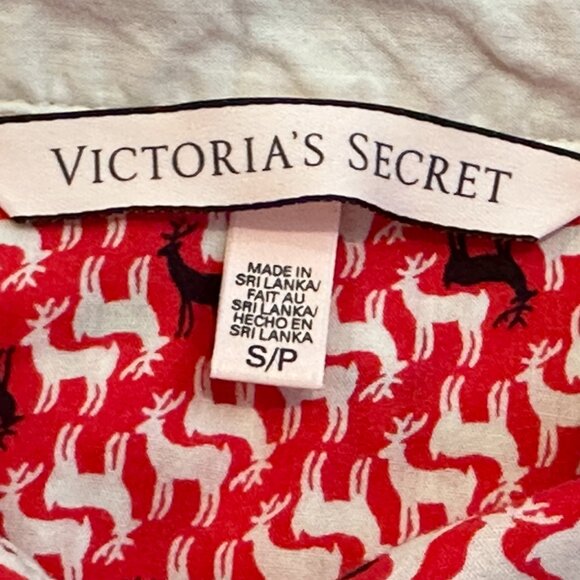 VICTORIA'S SECRET
MADE IN
SRI LANKA/
FAIT AU
SRI LANKA/
HECHO EN
SRI LANKA
S/P